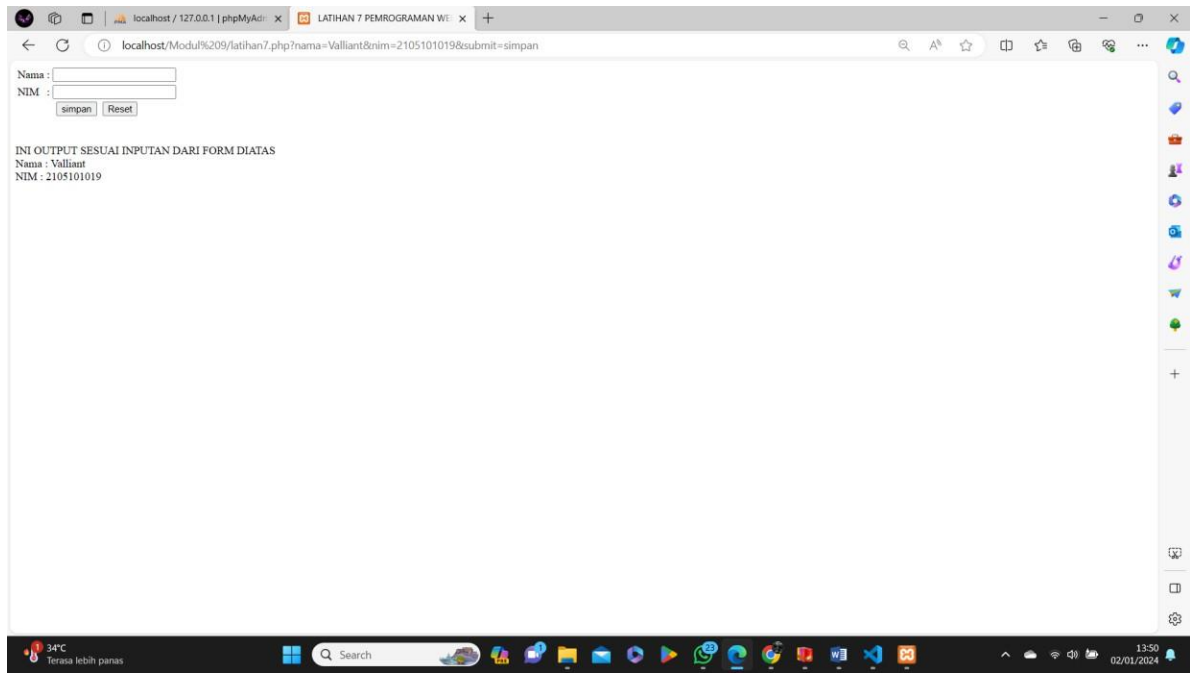 localhost / 127.0.0.1 | phpMyAdm
LATIHAN 7 PEMROGRAMAN WE
localhost/Modul%209/latihan7.php?nama=Valliant&nim=2105101019&submit=simpan
Nama :
NIM :
simpan Reset
INI OUTPUT SESUAI INPUTAN DARI FORM DIATAS
Nama : Valliant
NIM : 2105101019
34°C
Terasa lebih panas
Search
23
13:50
02/01/2024